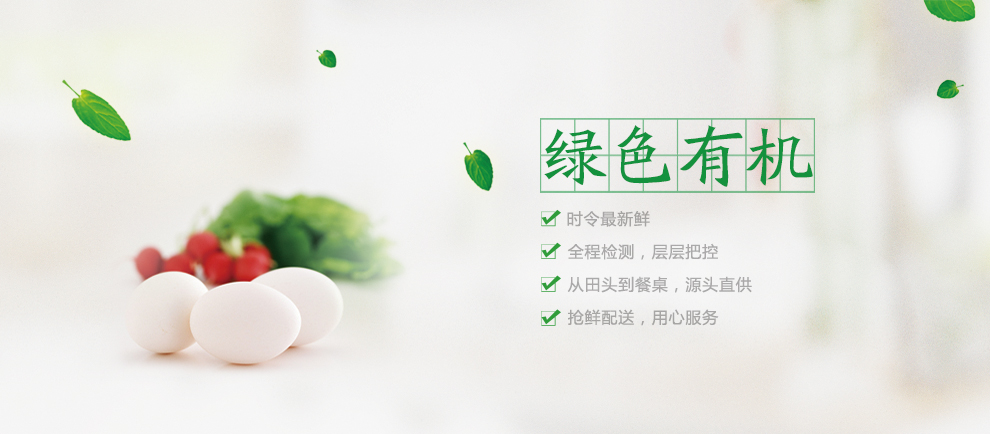 绿色有机
时令最新鲜
全程检测，层层把控
从田头到餐桌，源头直供
抢鲜配送，用心服务